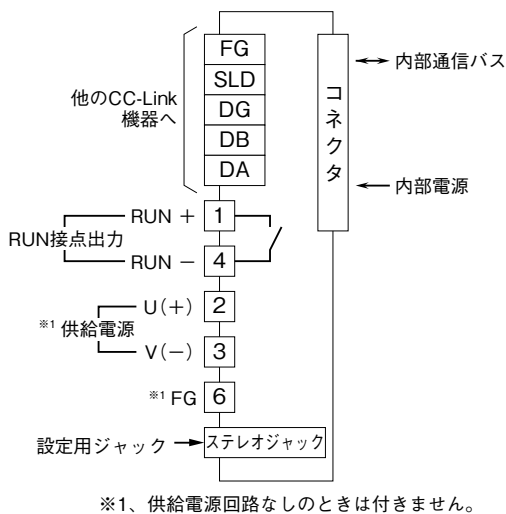 FG
SLD
DG
DB
DA
他のCC-Link
機器へ
コネクタ
内部通信バス
内部電源
RUN +
1
RUN接点出力
RUN −
4
U(+)
2
※1 供給電源
V(−)
3
※1 FG
6
設定用ジャック
ステレオジャック
※1、供給電源回路なしのときは付きません。